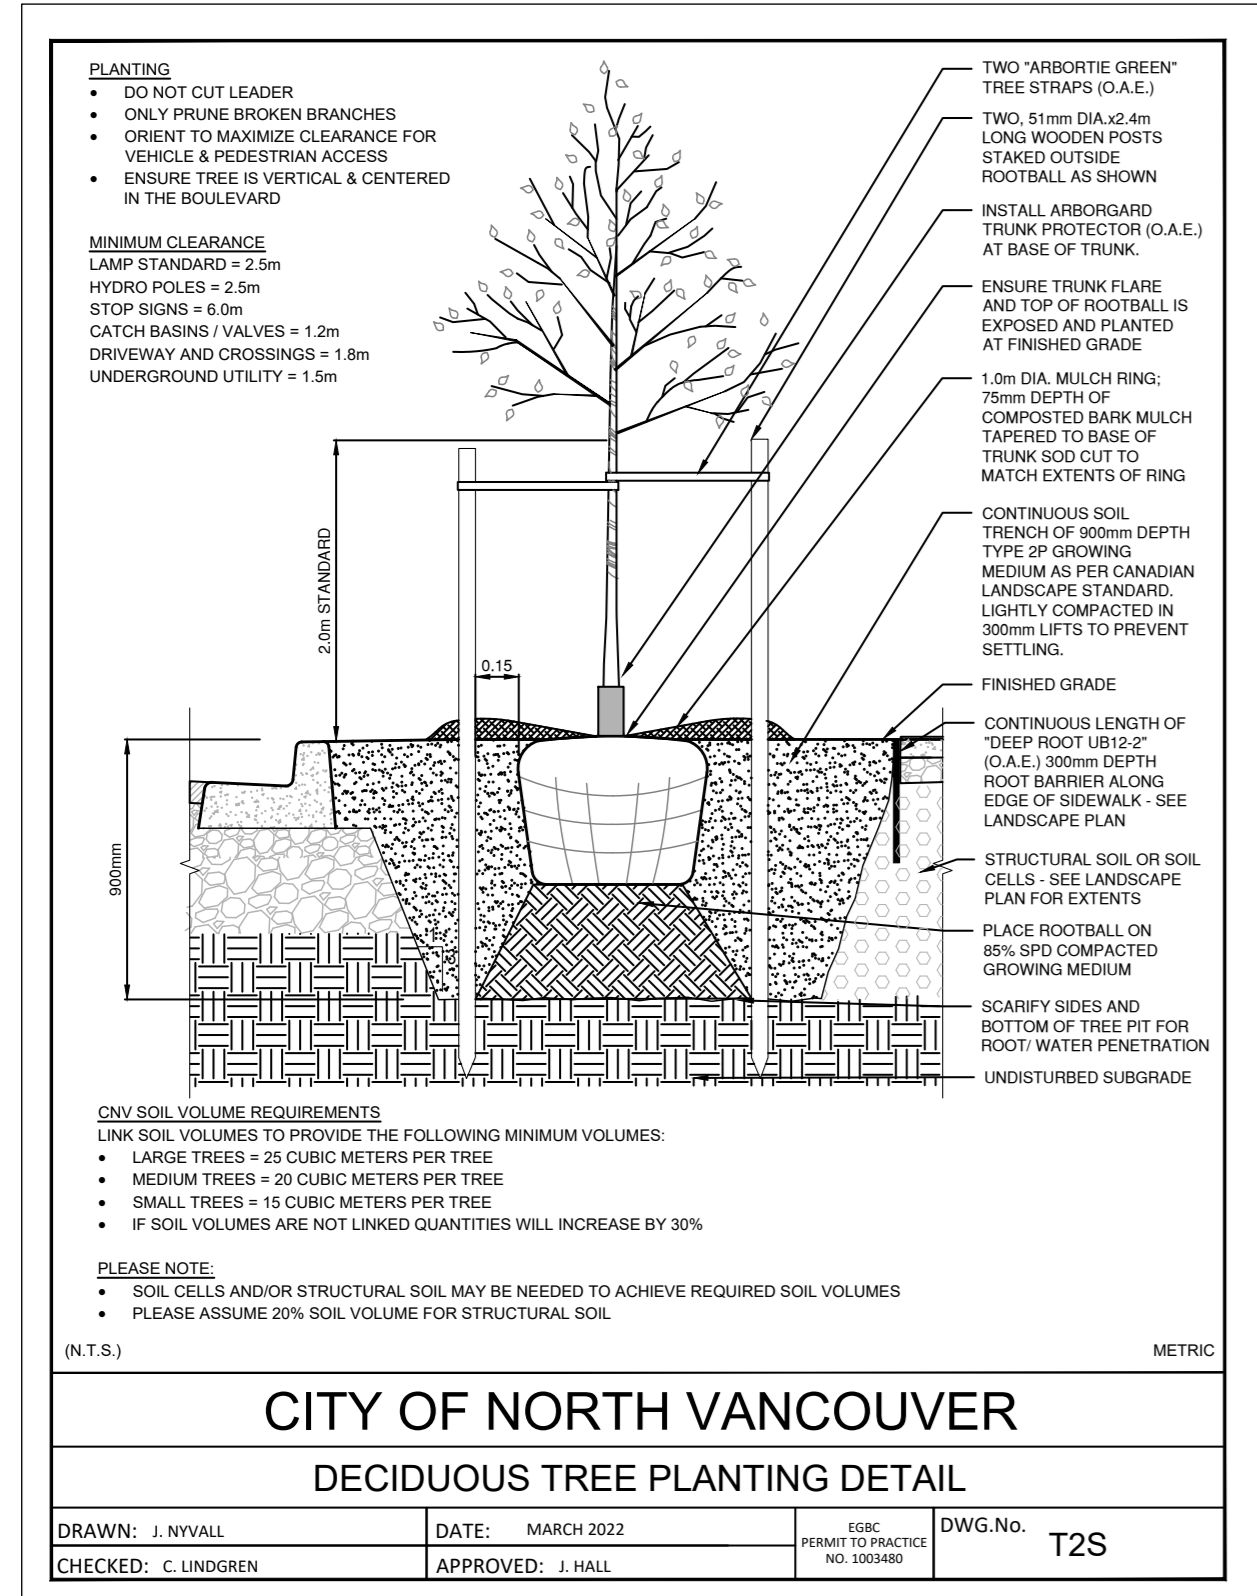 PLANTING
• DO NOT CUT LEADER
• ONLY PRUNE BROKEN BRANCHES
• ORIENT TO MAXIMIZE CLEARANCE FOR
VEHICLE & PEDESTRIAN ACCESS
• ENSURE TREE IS VERTICAL & CENTERED
IN THE BOULEVARD
MINIMUM CLEARANCE
LAMP STANDARD = 2.5m
HYDRO POLES = 2.5m
STOP SIGNS = 6.0m
CATCH BASINS / VALVES = 1.2m
DRIVEWAY AND CROSSINGS = 1.8m
UNDERGROUND UTILITY = 1.5m
TWO "ARBORTIE GREEN"
TREE STRAPS (O.A.E.)
TWO, 51mm DIA.x2.4m
LONG WOODEN POSTS
STAKED OUTSIDE
ROOTBALL AS SHOWN
INSTALL ARBORGARD
TRUNK PROTECTOR (O.A.E.)
AT BASE OF TRUNK.
ENSURE TRUNK FLARE
AND TOP OF ROOTBALL IS
EXPOSED AND PLANTED
AT FINISHED GRADE
1.0m DIA. MULCH RING;
75mm DEPTH OF
COMPOSTED BARK MULCH
TAPERED TO BASE OF
TRUNK SOD CUT TO
MATCH EXTENTS OF RING
CONTINUOUS SOIL
TRENCH OF 900mm DEPTH
TYPE 2P GROWING
MEDIUM AS PER CANADIAN
LANDSCAPE STANDARD.
LIGHTLY COMPACTED IN
300mm LIFTS TO PREVENT
SETTLING.
FINISHED GRADE
CONTINUOUS LENGTH OF
"DEEP ROOT UB12-2"
(O.A.E.) 300mm DEPTH
ROOT BARRIER ALONG
EDGE OF SIDEWALK - SEE
LANDSCAPE PLAN
STRUCTURAL SOIL OR SOIL
CELLS - SEE LANDSCAPE
PLAN FOR EXTENTS
PLACE ROOTBALL ON
85% SPD COMPACTED
GROWING MEDIUM
SCARIFY SIDES AND
BOTTOM OF TREE PIT FOR
ROOT/ WATER PENETRATION
UNDISTURBED SUBGRADE
2.0m STANDARD
0.15
900mm
CNV SOIL VOLUME REQUIREMENTS
LINK SOIL VOLUMES TO PROVIDE THE FOLLOWING MINIMUM VOLUMES:
• LARGE TREES = 25 CUBIC METERS PER TREE
• MEDIUM TREES = 20 CUBIC METERS PER TREE
• SMALL TREES = 15 CUBIC METERS PER TREE
• IF SOIL VOLUMES ARE NOT LINKED QUANTITIES WILL INCREASE BY 30%
PLEASE NOTE:
• SOIL CELLS AND/OR STRUCTURAL SOIL MAY BE NEEDED TO ACHIEVE REQUIRED SOIL VOLUMES
• PLEASE ASSUME 20% SOIL VOLUME FOR STRUCTURAL SOIL
(N.T.S.)
METRIC
CITY OF NORTH VANCOUVER
DECIDUOUS TREE PLANTING DETAIL
DRAWN: J. NYVALL
DATE: MARCH 2022
CHECKED: C. LINDGREN
APPROVED: J. HALL
EGBC
PERMIT TO PRACTICE
NO. 1003480
DWG.No. T2S